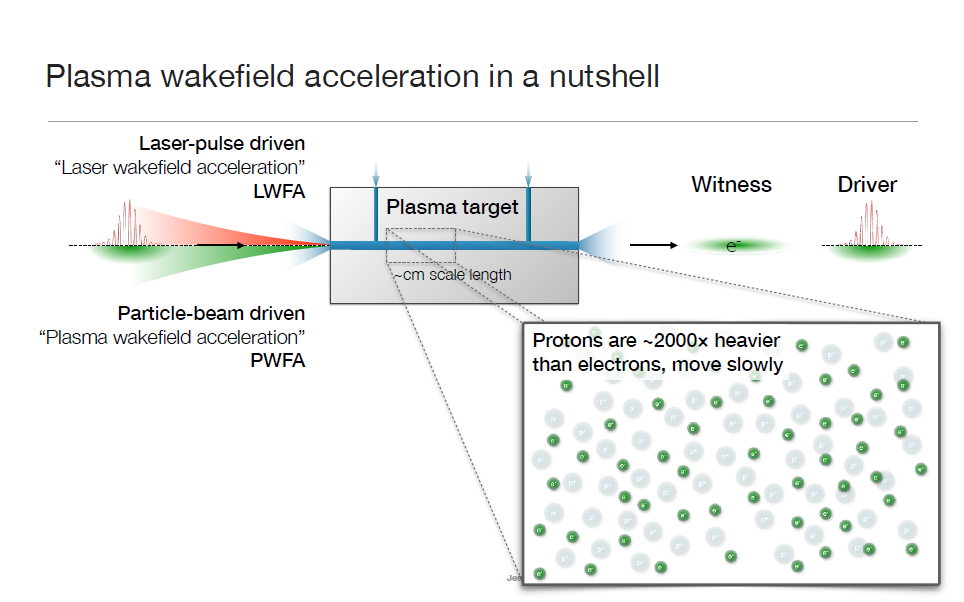 Plasma wakefield acceleration in a nutshell
Laser-pulse driven
“Laser wakefield acceleration”
LWFA
Plasma target
~cm scale length
Witness
Driver
e⁻
Particle-beam driven
“Plasma wakefield acceleration”
PWFA
Protons are ~2000× heavier
than electrons, move slowly